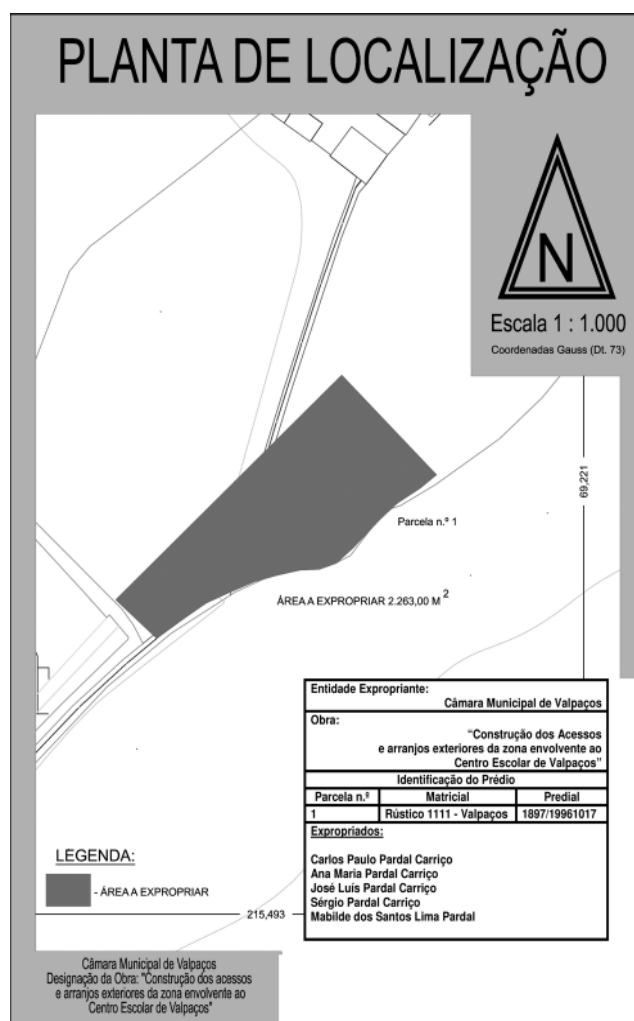 PLANTA DE LOCALIZAÇÃO
N
Escala 1 : 1.000
Coordenadas Gauss (Dt. 73)
69,221
Parcela n.º 1
ÁREA A EXPROPRIAR 2.263,00 M²
Entidade Expropriante:
Câmara Municipal de Valpaços
Obra:
“Construção dos Acessos
e arranjos exteriores da zona envolvente ao
Centro Escolar de Valpaços”
Identificação do Prédio
Parcela n.º Matricial Predial
1 Rústico 1111 - Valpaços 1897/19961017
Expropriados:
Carlos Paulo Pardal Carriço
Ana Maria Pardal Carriço
José Luís Pardal Carriço
Sérgio Pardal Carriço
Mabilde dos Santos Lima Pardal
LEGENDA:
- ÁREA A EXPROPRIAR
215,493
Câmara Municipal de Valpaços
Designação da Obra: "Construção dos acessos
e arranjos exteriores da zona envolvente ao
Centro Escolar de Valpaços"